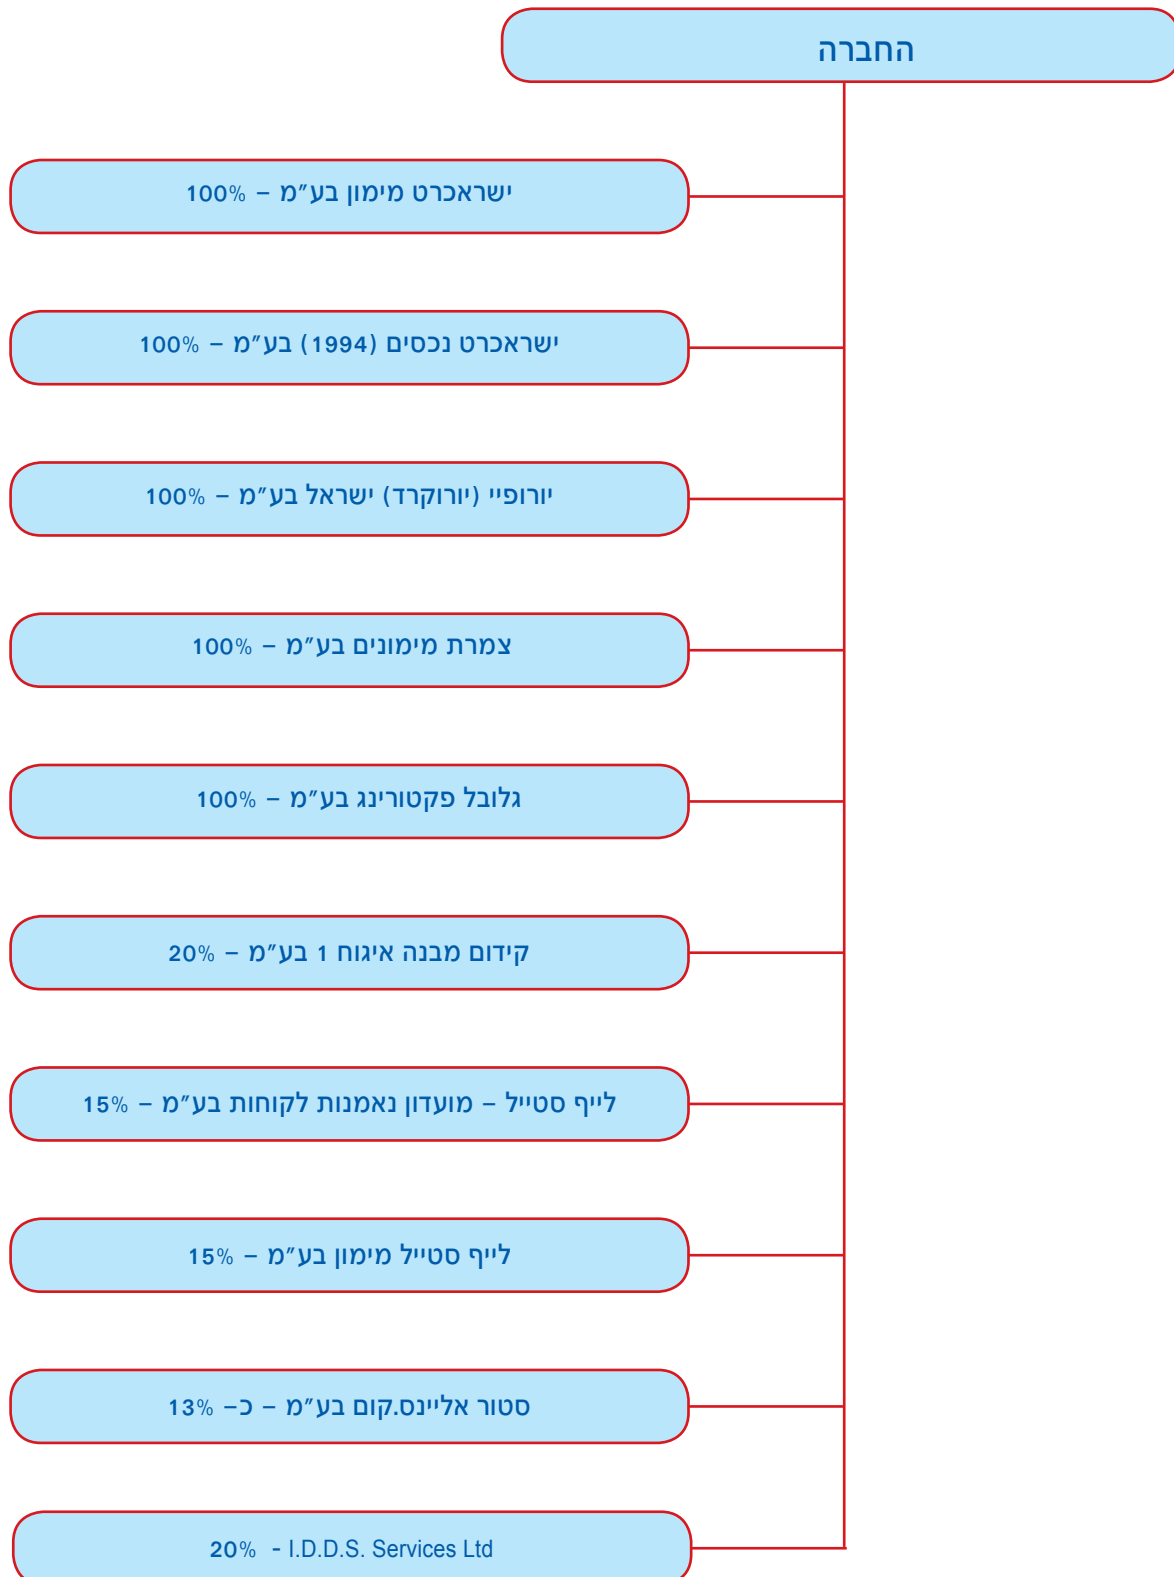 החברה
ישראכרט מימון בע״מ – 100%
ישראכרט נכסים (1994) בע״מ – 100%
יורופיי (יורוקרד) ישראל בע״מ – 100%
צמרת מימונים בע״מ – 100%
גלובל פקטורינג בע״מ – 100%
קידום מבנה איגוח 1 בע״מ – 20%
לייף סטייל – מועדון נאמנות לקוחות בע״מ – 15%
לייף סטייל מימון בע״מ – 15%
סטור אליינס.קום בע״מ – כ– 13%
I.D.D.S. Services Ltd - 20%